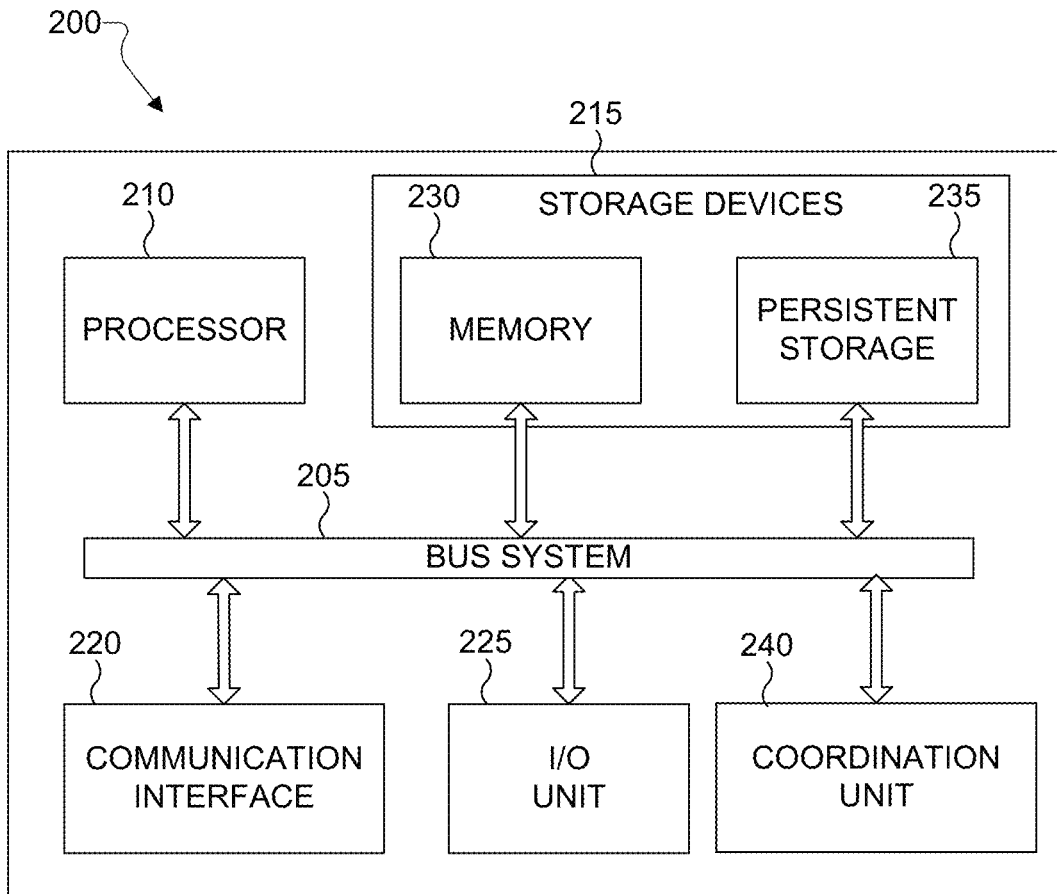 200
215
210
STORAGE DEVICES
230
235
PROCESSOR
MEMORY
PERSISTENT
STORAGE
205
BUS SYSTEM
220
225
240
COMMUNICATION
INTERFACE
I/O
UNIT
COORDINATION
UNIT